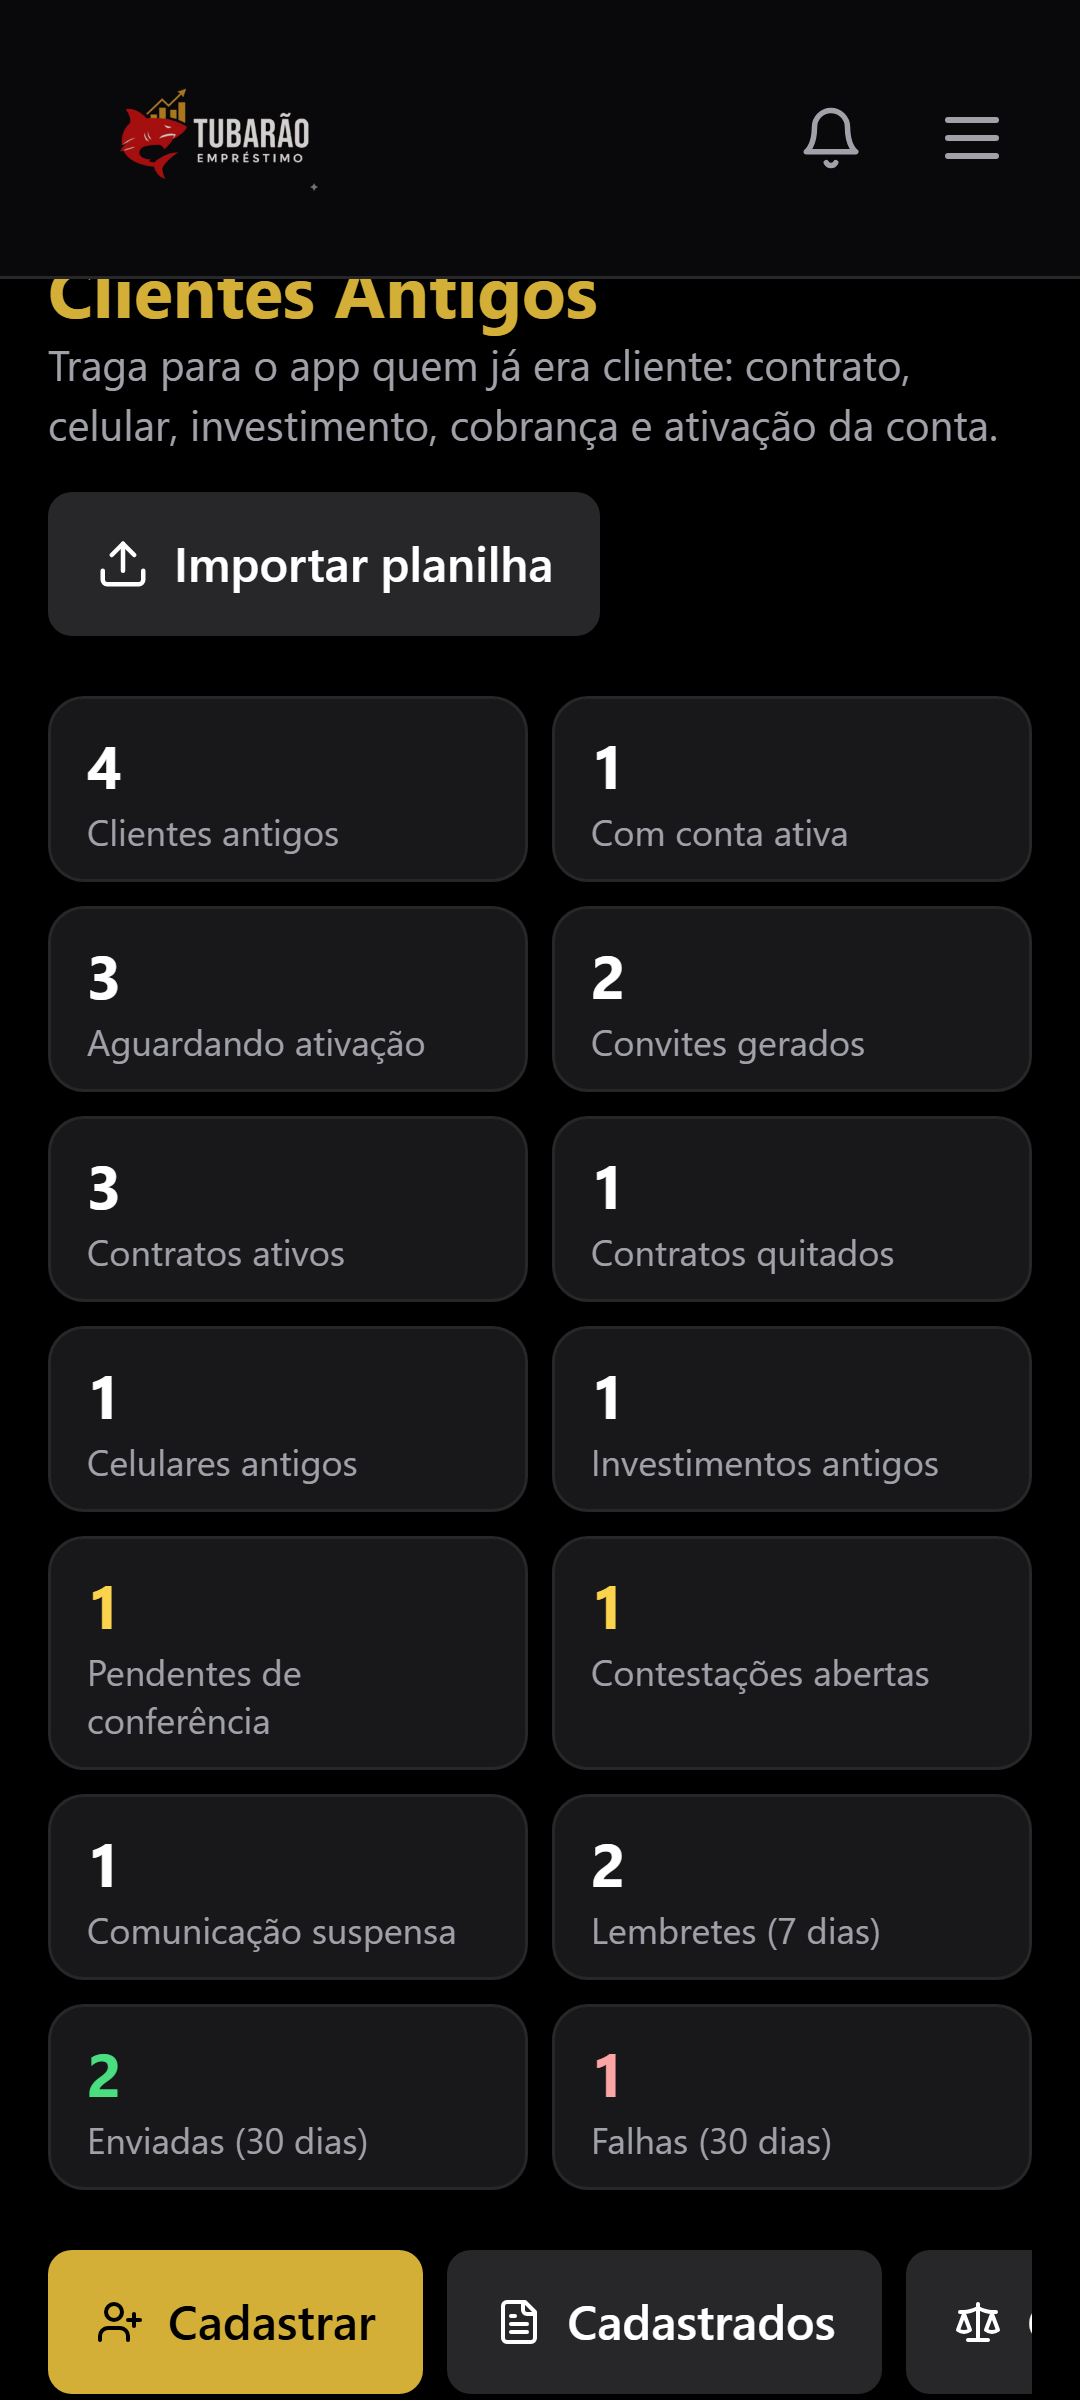 TUBARÃO
EMPRÉSTIMO
Clientes Antigos
Traga para o app quem já era cliente: contrato,
celular, investimento, cobrança e ativação da conta.
Importar planilha
4
Clientes antigos
1
Com conta ativa
3
Aguardando ativação
2
Convites gerados
3
Contratos ativos
1
Contratos quitados
1
Celulares antigos
1
Investimentos antigos
1
Pendentes de
conferência
1
Contestações abertas
1
Comunicação suspensa
2
Lembretes (7 dias)
2
Enviadas (30 dias)
1
Falhas (30 dias)
Cadastrar
Cadastrados